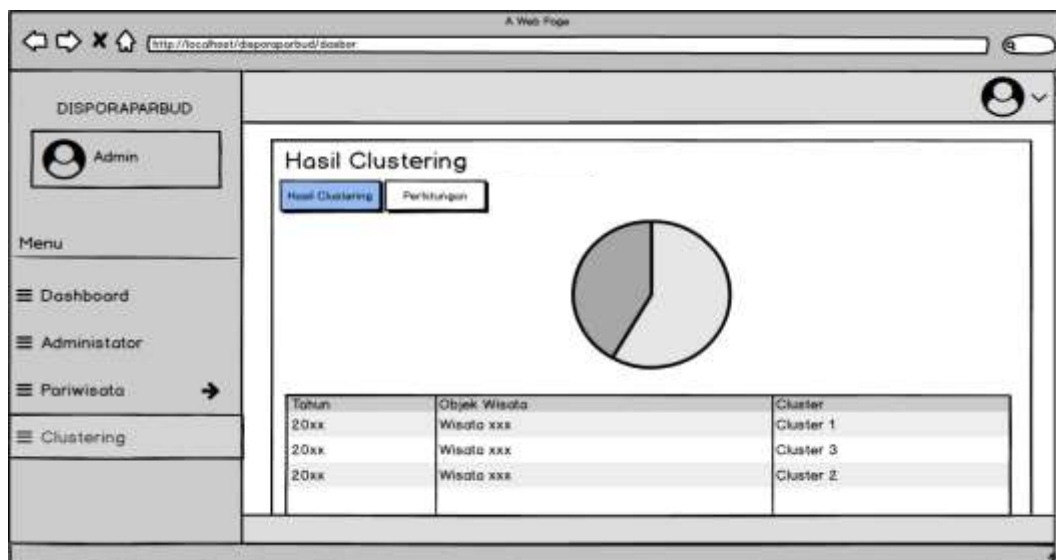 A Web Page
http://localhost/disporaparbud/dasbor
DISPORAPARBUD
Admin
Menu
Dashboard
Administator
Pariwisata
Clustering
Hasil Clustering
Hasil Clustering
Perhitungan
Tahun Objek Wisata Cluster
20xx Wisata xxx Cluster 1
20xx Wisata xxx Cluster 3
20xx Wisata xxx Cluster 2